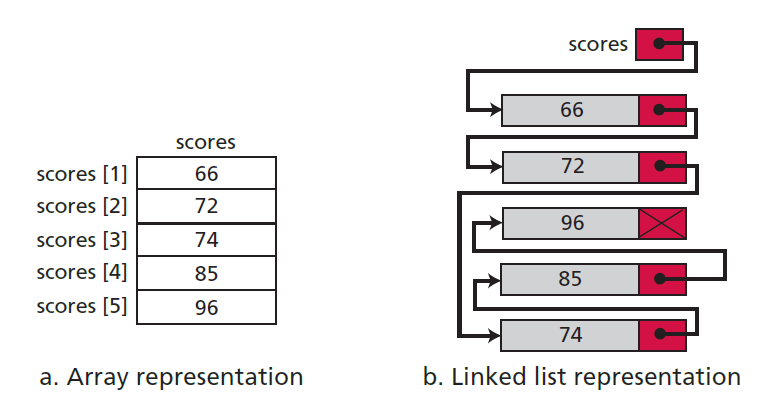 scores
scores [1] 66
scores [2] 72
scores [3] 74
scores [4] 85
scores [5] 96
a. Array representation
scores
66
72
96
85
74
b. Linked list representation